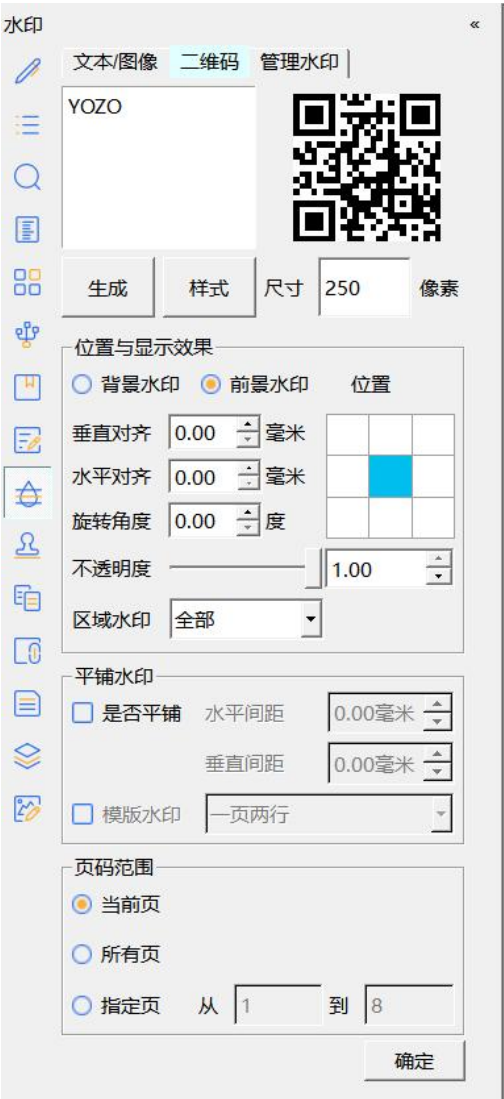 水印 «
文本/图像 二维码 管理水印
YOZO
生成 样式 尺寸 250 像素
位置与显示效果
背景水印 前景水印 位置
垂直对齐 0.00 毫米
水平对齐 0.00 毫米
旋转角度 0.00 度
不透明度 1.00
区域水印 全部
平铺水印
是否平铺 水平间距 0.00毫米
垂直间距 0.00毫米
模版水印 一页两行
页码范围
当前页
所有页
指定页 从 1 到 8
确定